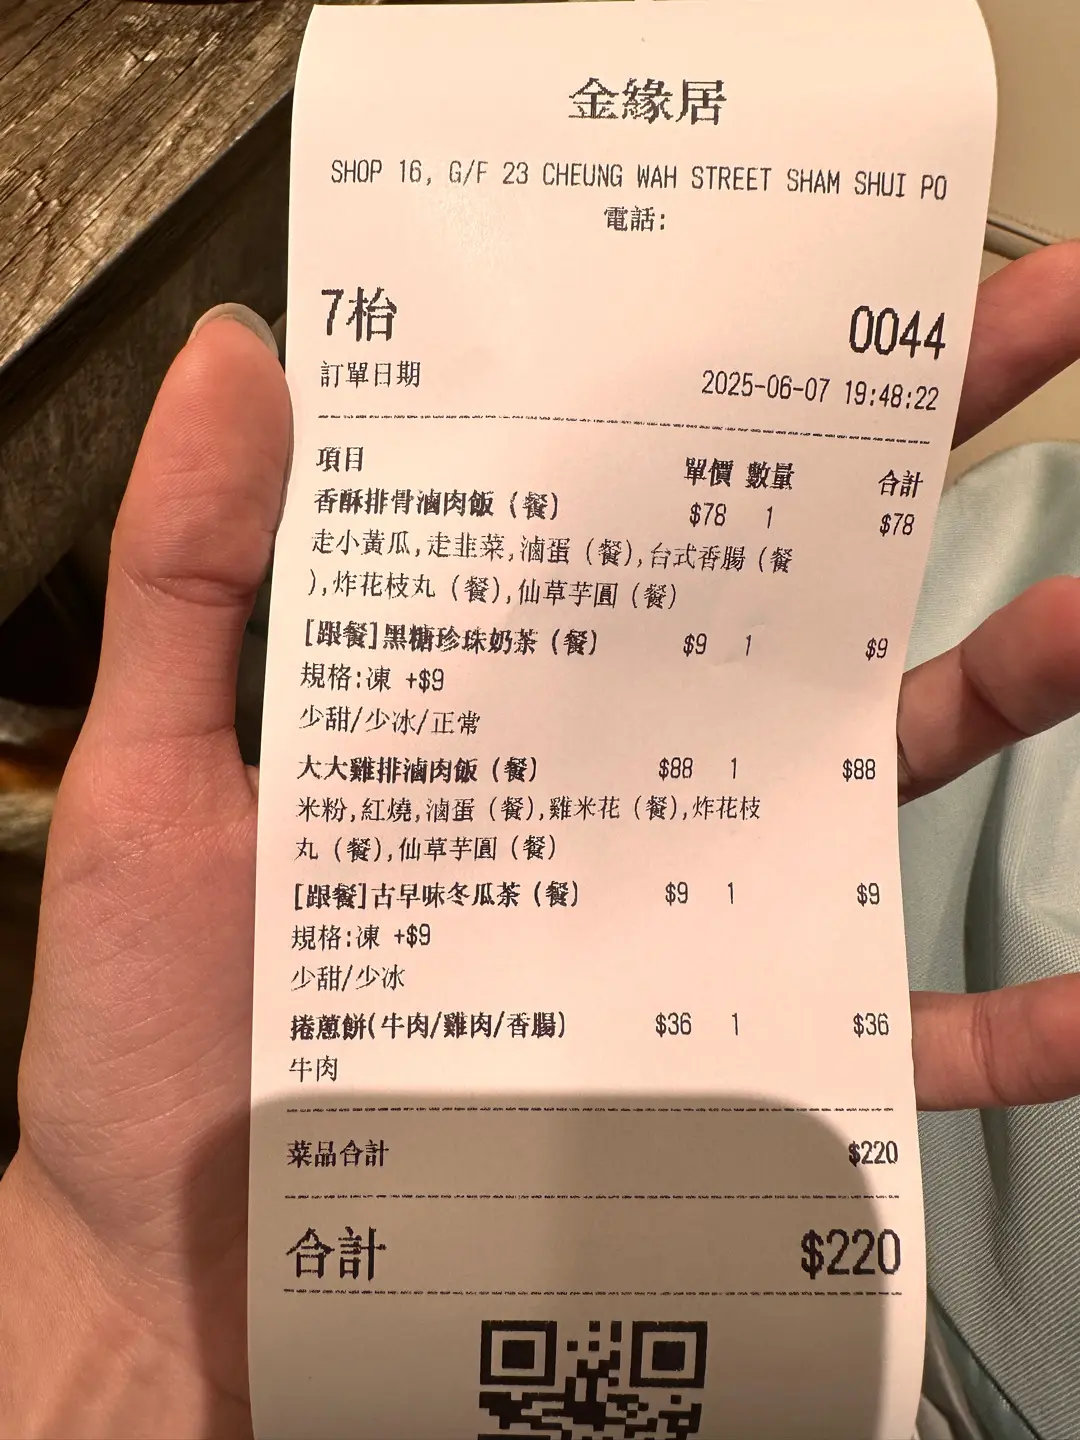 金緣居
SHOP 16, G/F 23 CHEUNG WAH STREET SHAM SHUI PO
電話:
7枱 0044
訂單日期 2025-06-07 19:48:22
項目 單價 數量 合計
香酥排骨滷肉飯（餐） $78 1 $78
走小黃瓜,走韭菜,滷蛋（餐),台式香腸（餐
),炸花枝丸（餐),仙草芋圓（餐）
[跟餐]黑糖珍珠奶茶（餐） $9 1 $9
規格:凍 +$9
少甜/少冰/正常
大大雞排滷肉飯（餐） $88 1 $88
米粉,紅燒,滷蛋（餐),雞米花（餐),炸花枝
丸（餐),仙草芋圓（餐）
[跟餐]古早味冬瓜茶（餐） $9 1 $9
規格:凍 +$9
少甜/少冰
捲蔥餅(牛肉/雞肉/香腸) $36 1 $36
牛肉
菜品合計 $220
合計 $220